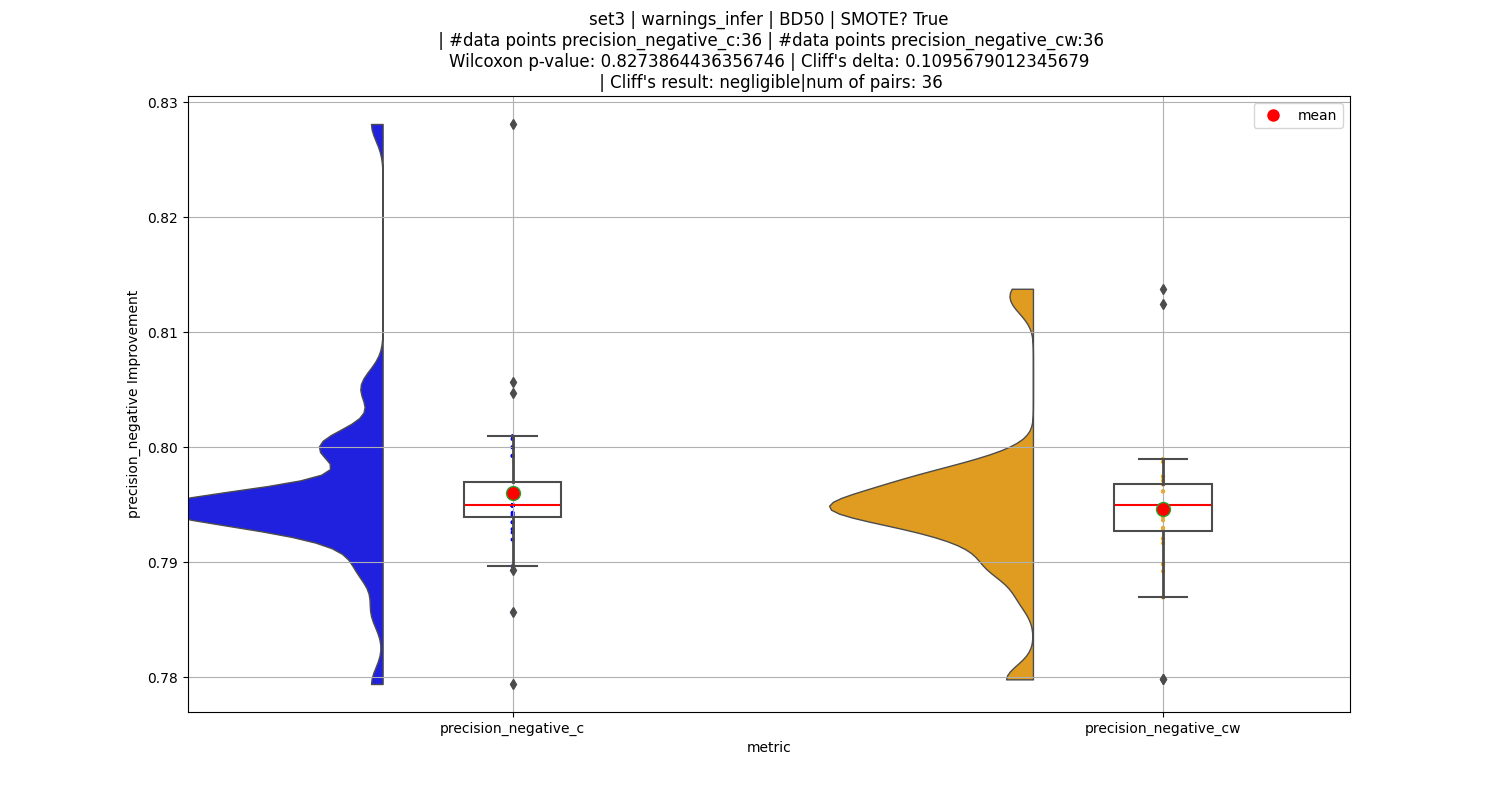 set3 | warnings_infer | BD50 | SMOTE? True
| #data points precision_negative_c:36 | #data points precision_negative_cw:36
Wilcoxon p-value: 0.8273864436356746 | Cliff's delta: 0.1095679012345679
| Cliff's result: negligible|num of pairs: 36
mean
0.83
0.82
0.81
0.80
0.79
0.78
precision_negative Improvement
precision_negative_c
precision_negative_cw
metric